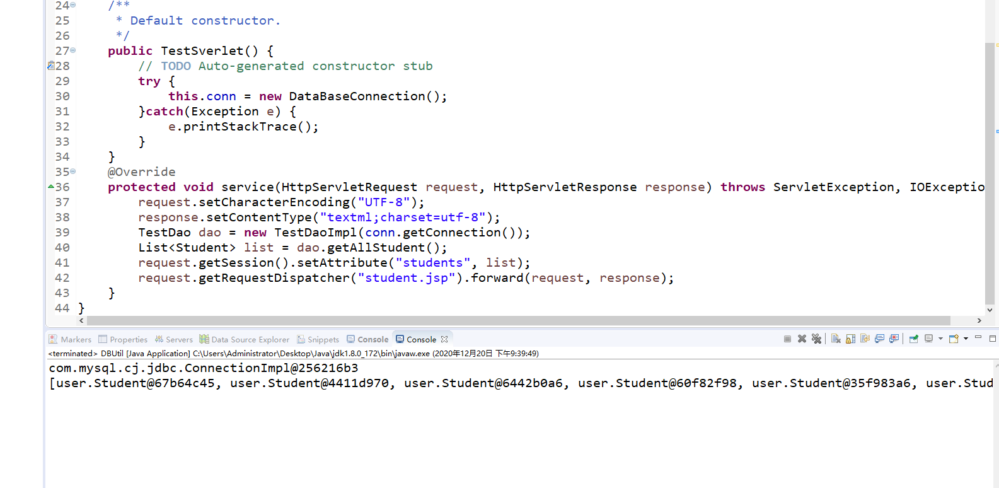 24 /**
25 * Default constructor.
26 */
27 public TestSverlet() {
28 // TODO Auto-generated constructor stub
29 try {
30 this.conn = new DataBaseConnection();
31 }catch(Exception e) {
32 e.printStackTrace();
33 }
34 }
35 @Override
36 protected void service(HttpServletRequest request, HttpServletResponse response) throws ServletException, IOExceptio
37 request.setCharacterEncoding("UTF-8");
38 response.setContentType("textml;charset=utf-8");
39 TestDao dao = new TestDaoImpl(conn.getConnection());
40 List<Student> list = dao.getAllStudent();
41 request.getSession().setAttribute("students", list);
42 request.getRequestDispatcher("student.jsp").forward(request, response);
43 }
44 }
Markers Properties Servers Data Source Explorer Snippets Console Console
<terminated> DBUtil [Java Application] C:\Users\Administrator\Desktop\Java\jdk1.8.0_172\bin\javaw.exe (2020年12月20日 下午9:39:49)
com.mysql.cj.jdbc.ConnectionImpl@256216b3
[user.Student@67b64c45, user.Student@4411d970, user.Student@6442b0a6, user.Student@60f82f98, user.Student@35f983a6, user.Stud